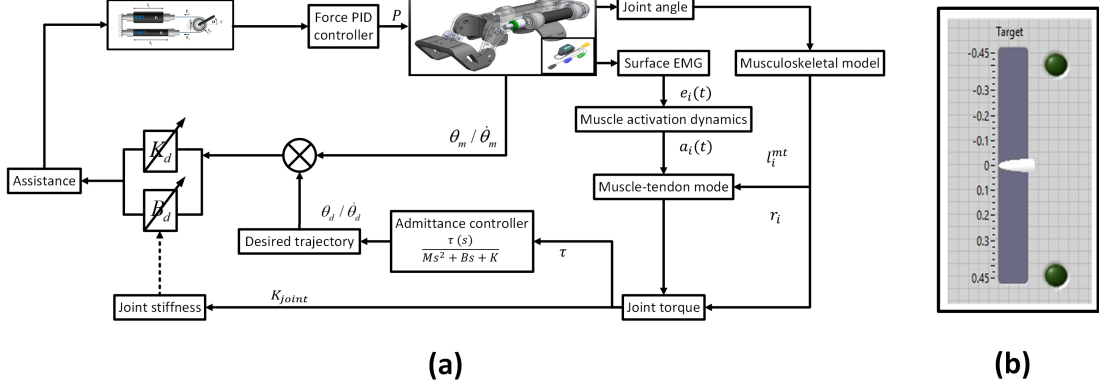 Force PID
controller
P
Joint angle
Surface EMG
Musculoskeletal model
e_i(t)
Muscle activation dynamics
a_i(t)
θ_m / θ̇_m
l_i^{mt}
K_d
Assistance
Muscle-tendon mode
B_d
r_i
θ_d / θ̇_d
Desired trajectory
Admittance controller
τ (s)
Ms² + Bs + K
τ
K_{joint}
Joint stiffness
Joint torque
(a)
Target
-0.45
-0.3
-0.2
-0.1
0
0.1
0.2
0.3
0.45
(b)